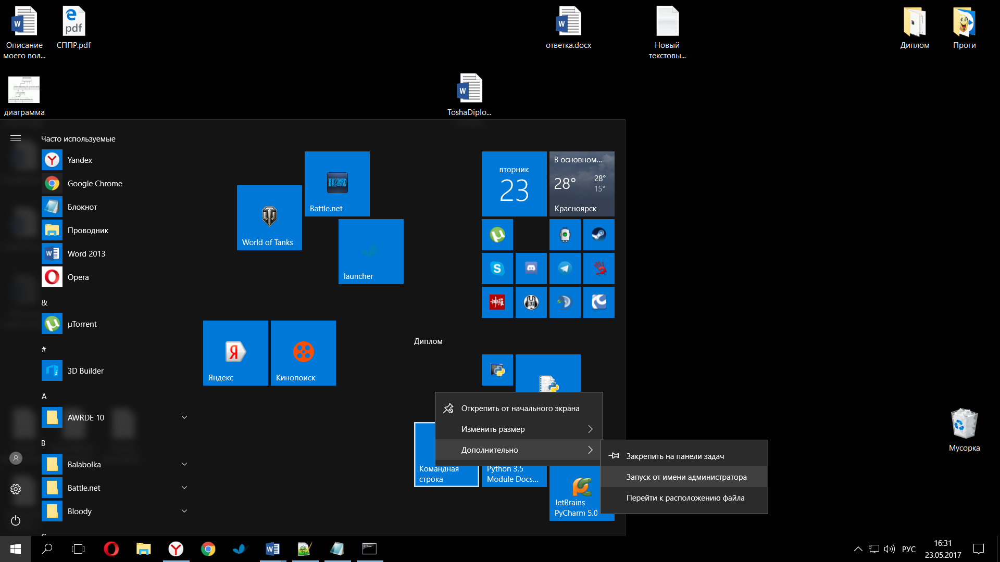 Описание
моего вол...
СППР.pdf
ответка.docx
Новый
текстовы...
Диплом
Проги
диаграмма
ToshaDiplo...
Часто используемые
Yandex
Google Chrome
Блокнот
Проводник
Word 2013
Opera
&
µTorrent
#
3D Builder
A
AWRDE 10
B
Balabolka
Battle.net
Bloody
World of Tanks
BLIZZARD
Battle.net
launcher
Яндекс
Кинопоиск
вторник
23
В основном...
28°
28°
15°
Красноярск
神羅
Диплом
Открепить от начального экрана
Изменить размер
Дополнительно
Закрепить на панели задач
Запуск от имени администратора
Перейти к расположению файла
Командная
строка
Python 3.5
Module Docs...
JetBrains
PyCharm 5.0
Мусорка
РУС
16:31
23.05.2017